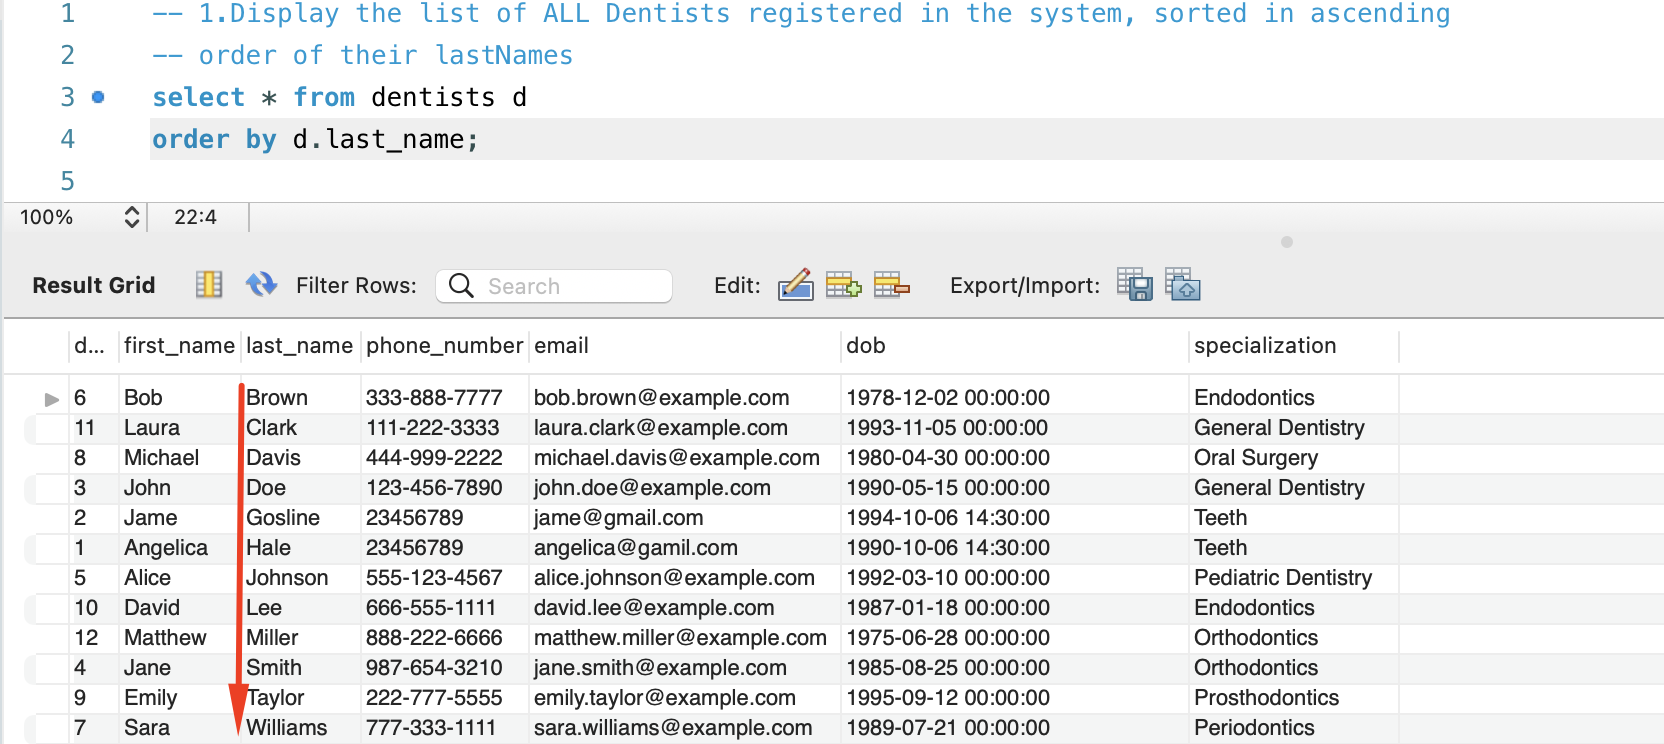 1 -- 1.Display the list of ALL Dentists registered in the system, sorted in ascending
2 -- order of their lastNames
3 select * from dentists d
4 order by d.last_name;
5
100% 22:4
Result Grid Filter Rows: Search Edit: Export/Import:
d... first_name last_name phone_number email dob specialization
6 Bob Brown 333-888-7777 bob.brown@example.com 1978-12-02 00:00:00 Endodontics
11 Laura Clark 111-222-3333 laura.clark@example.com 1993-11-05 00:00:00 General Dentistry
8 Michael Davis 444-999-2222 michael.davis@example.com 1980-04-30 00:00:00 Oral Surgery
3 John Doe 123-456-7890 john.doe@example.com 1990-05-15 00:00:00 General Dentistry
2 Jame Gosline 23456789 jame@gmail.com 1994-10-06 14:30:00 Teeth
1 Angelica Hale 23456789 angelica@gamil.com 1990-10-06 14:30:00 Teeth
5 Alice Johnson 555-123-4567 alice.johnson@example.com 1992-03-10 00:00:00 Pediatric Dentistry
10 David Lee 666-555-1111 david.lee@example.com 1987-01-18 00:00:00 Endodontics
12 Matthew Miller 888-222-6666 matthew.miller@example.com 1975-06-28 00:00:00 Orthodontics
4 Jane Smith 987-654-3210 jane.smith@example.com 1985-08-25 00:00:00 Orthodontics
9 Emily Taylor 222-777-5555 emily.taylor@example.com 1995-09-12 00:00:00 Prosthodontics
7 Sara Williams 777-333-1111 sara.williams@example.com 1989-07-21 00:00:00 Periodontics